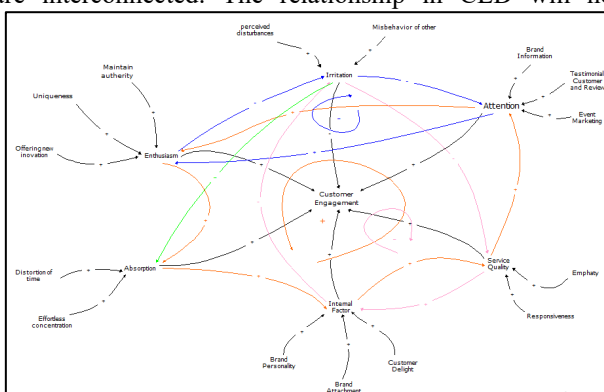 are interconnected. The relationship in CLD will
perceived
disturbances
Misbehavior of other
Irritation
Brand
Information
Testimonial
Customer
and Review
Attention
Event
Marketing
Maintain
autherity
Uniqueness
Offering new
inovation
Enthusiasm
Customer
Engagement
+
Absorption
Distortion of
time
Effortless
concentration
Internal
Factor
Service
Quality
Emphaty
Responsiveness
Brand
Personality
Brand
Attachment
Customer
Delight